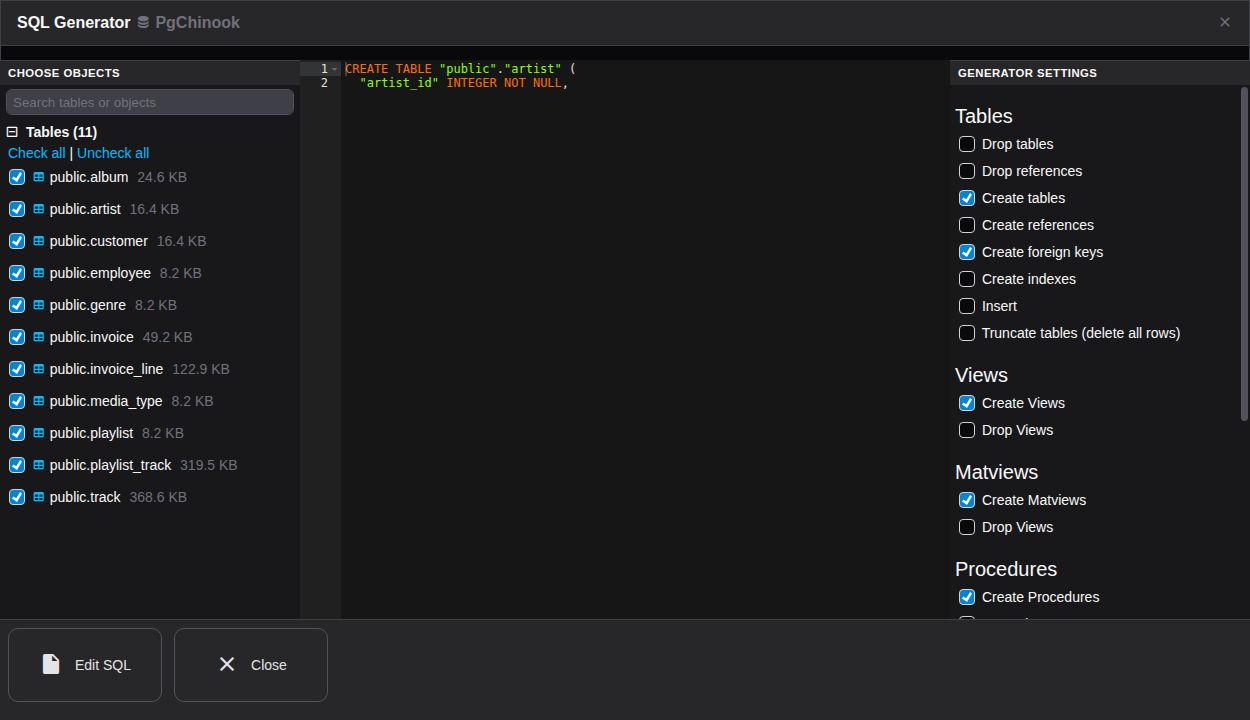 SQL Generator PgChinook
CHOOSE OBJECTS
Search tables or objects
Tables (11)
Check all | Uncheck all
public.album 24.6 KB
public.artist 16.4 KB
public.customer 16.4 KB
public.employee 8.2 KB
public.genre 8.2 KB
public.invoice 49.2 KB
public.invoice_line 122.9 KB
public.media_type 8.2 KB
public.playlist 8.2 KB
public.playlist_track 319.5 KB
public.track 368.6 KB
1 CREATE TABLE "public"."artist" (
2 "artist_id" INTEGER NOT NULL,
GENERATOR SETTINGS
Tables
Drop tables
Drop references
Create tables
Create references
Create foreign keys
Create indexes
Insert
Truncate tables (delete all rows)
Views
Create Views
Drop Views
Matviews
Create Matviews
Drop Views
Procedures
Create Procedures
Edit SQL
Close